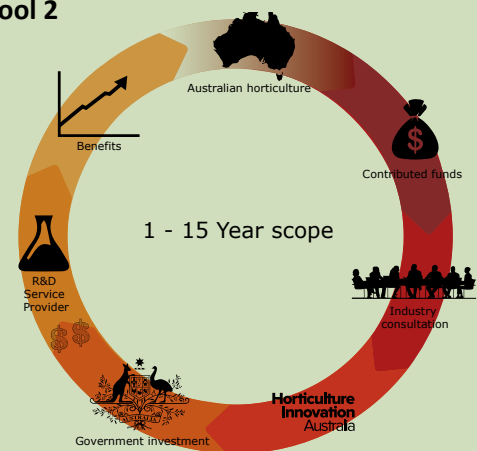 ool 2
Australian horticulture
Contributed funds
Industry
consultation
Horticulture
Innovation
Australia
Government investment
R&D
Service
Provider
Benefits
1 - 15 Year scope
$
$ $